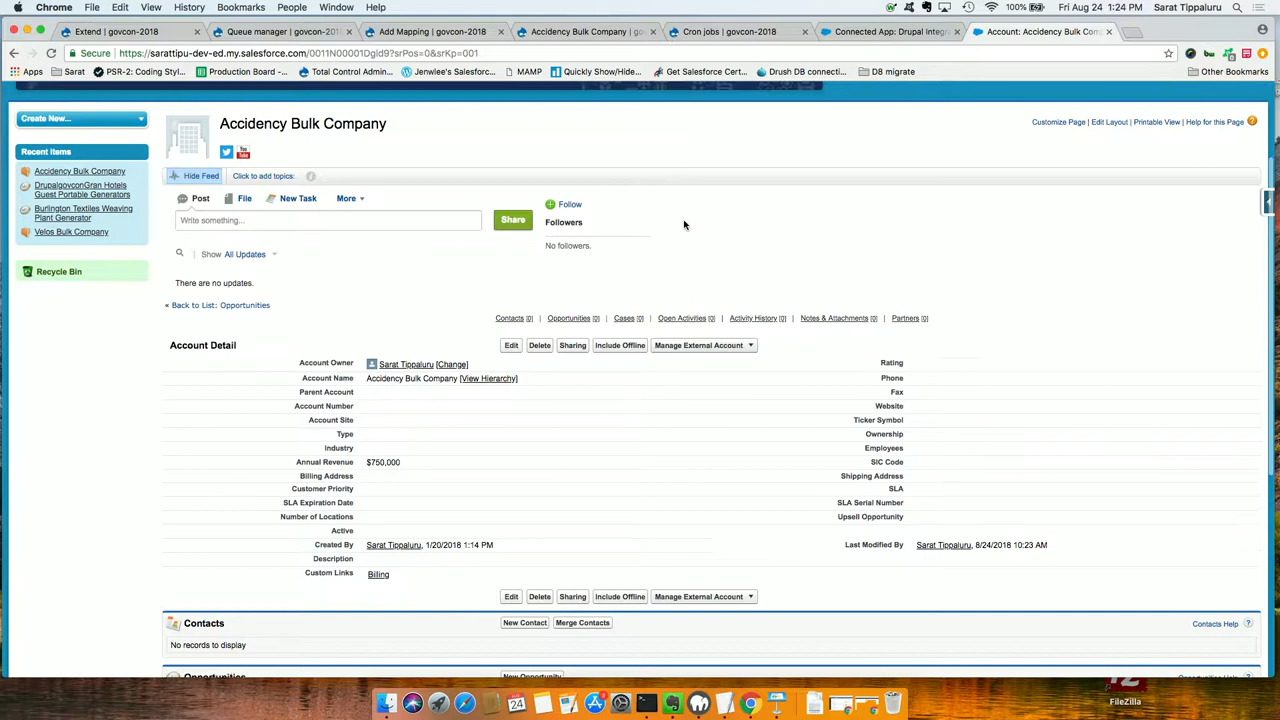 Chrome File Edit View History Bookmarks People Window Help 100% Fri Aug 24 1:24 PM Sarat Tippaluru
Extend | govcon-2018 Queue manager | govcon-2018 Add Mapping | govcon-2018 Accidency Bulk Company | gov Cron jobs | govcon-2018 Connected App: Drupal Integr Account: Accidency Bulk Com
Secure https://sarattipu-dev-ed.my.salesforce.com/0011N00001Dgid9?srPos=0&srKp=001
Apps Sarat PSR-2: Coding Styl... Production Board -... Total Control Admin... Jenwlee's Salesforce... MAMP Quickly Show/Hide... Get Salesforce Cert... Drush DB connecti... D8 migrate Other Bookmarks
Create New...
Accidency Bulk Company
Customize Page | Edit Layout | Printable View | Help for this Page
Recent Items
Accidency Bulk Company
DrupalgovconGran Hotels
Guest Portable Generators
Burlington Textiles Weaving
Plant Generator
Velos Bulk Company
Recycle Bin
Hide Feed Click to add topics:
Post File New Task More
Write something...
Share
Follow
Followers
No followers.
Show All Updates
There are no updates.
« Back to List: Opportunities
Contacts [0] | Opportunities [0] | Cases [0] | Open Activities [0] | Activity History [0] | Notes & Attachments [0] | Partners [0]
Account Detail Edit Delete Sharing Include Offline Manage External Account
Account Owner Sarat Tippaluru [Change] Rating
Account Name Accidency Bulk Company [View Hierarchy] Phone
Parent Account Fax
Account Number Website
Account Site Ticker Symbol
Type Ownership
Industry Employees
Annual Revenue $750,000 SIC Code
Billing Address Shipping Address
Customer Priority SLA
SLA Expiration Date SLA Serial Number
Number of Locations Upsell Opportunity
Active
Created By Sarat Tippaluru, 1/20/2018 1:14 PM Last Modified By Sarat Tippaluru, 8/24/2018 10:23 AM
Description
Custom Links Billing
Edit Delete Sharing Include Offline Manage External Account
Contacts New Contact Merge Contacts Contacts Help
No records to display
Opportunities New Opportunity Opportunities Help
FileZilla